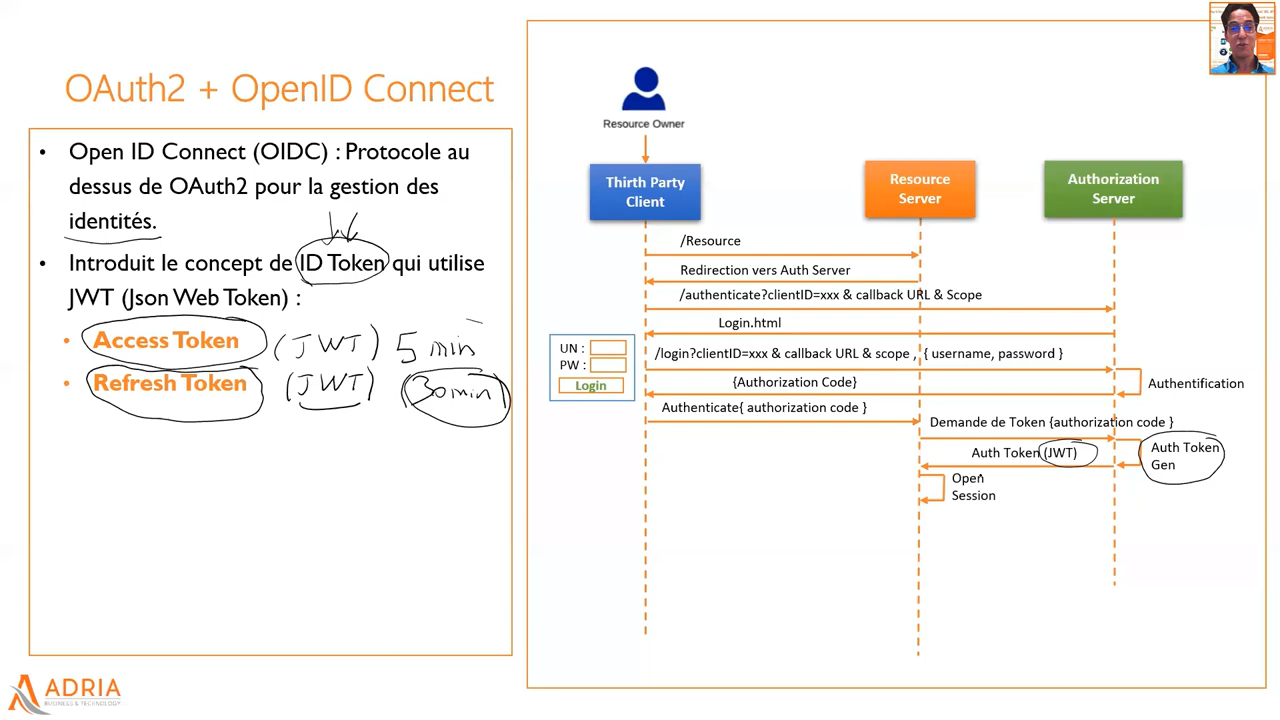 OAuth2 + OpenID Connect
• Open ID Connect (OIDC) : Protocole au
dessus de OAuth2 pour la gestion des
identités.
• Introduit le concept de ID Token qui utilise
JWT (Json Web Token) :
• Access Token (JWT) 5 min
• Refresh Token (JWT) (30min)
ADRIA
BUSINESS & TECHNOLOGY
Resource Owner
Thirth Party
Client
Resource
Server
Authorization
Server
/Resource
Redirection vers Auth Server
/authenticate?clientID=xxx & callback URL & Scope
Login.html
UN :
PW :
Login
/login?clientID=xxx & callback URL & scope , { username, password }
{Authorization Code}
Authentification
Authenticate{ authorization code }
Demande de Token {authorization code }
Auth Token (JWT)
Auth Token
Gen
Open
Session